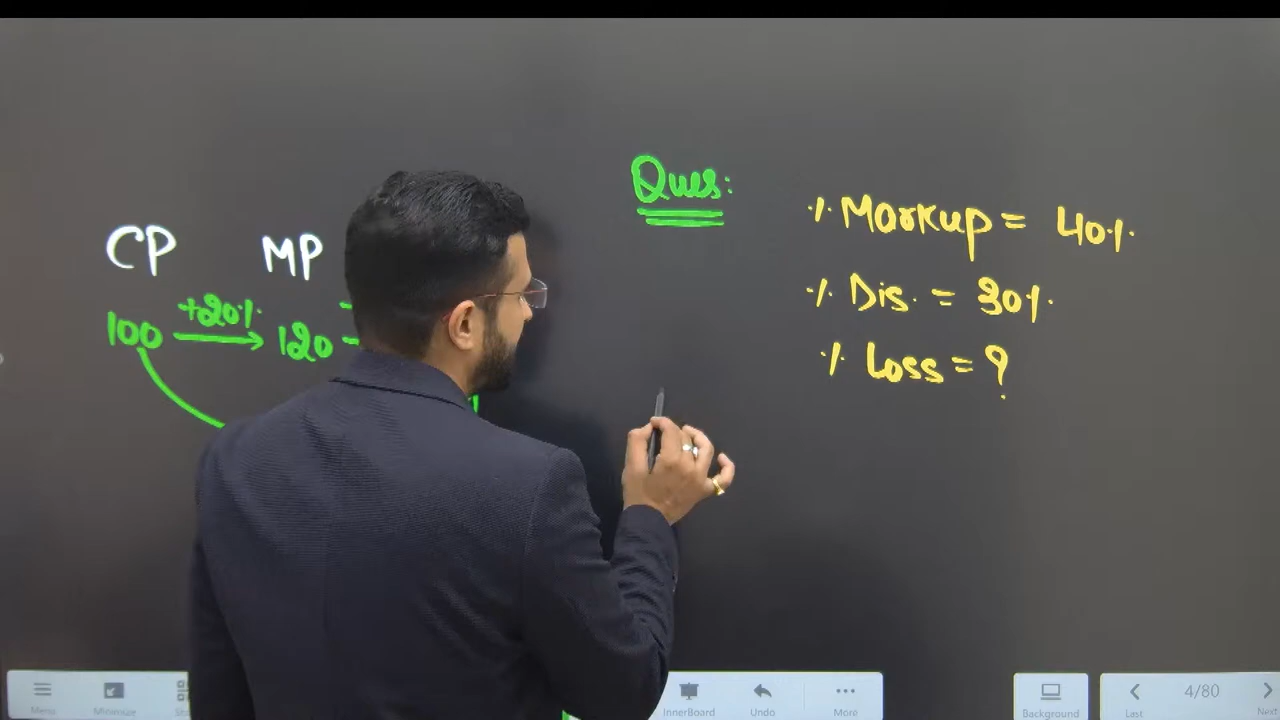 Ques:
% Markup = 40%
% Dis. = 30%
% Loss = ?
CP MP
+20%
100 → 120
Menu
Minimize
InnerBoard
Undo
More
Background
Last
4/80
Next